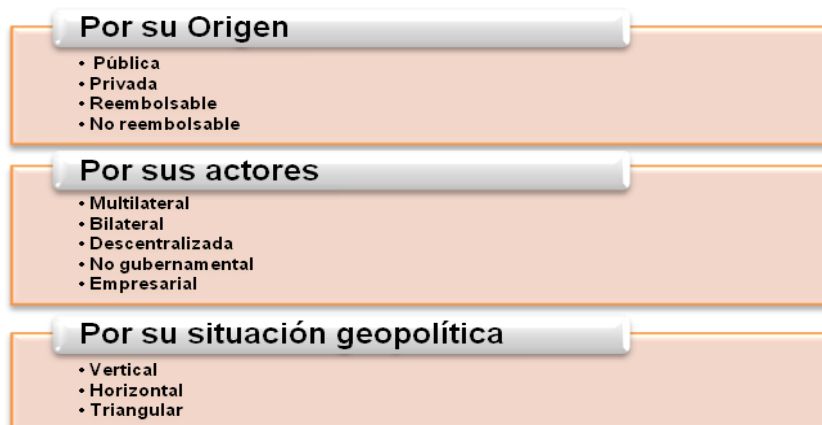 Por su Origen
• Pública
• Privada
• Reembolsable
• No reembolsable
Por sus actores
• Multilateral
• Bilateral
• Descentralizada
• No gubernamental
• Empresarial
Por su situación geopolítica
• Vertical
• Horizontal
• Triangular